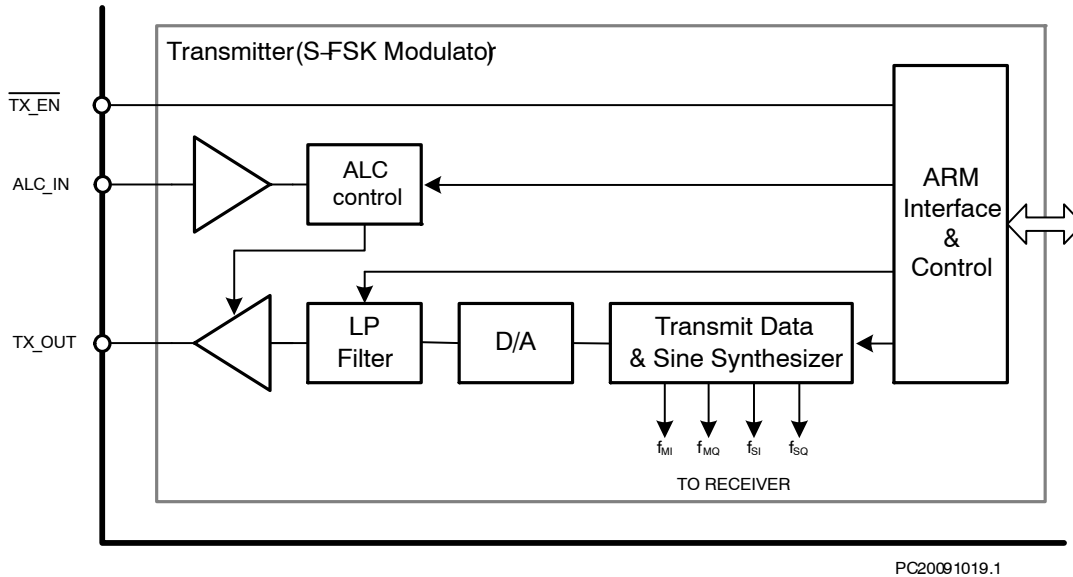 Transmitter (S–FSK Modulator)
TX_EN
ALC_IN
ALC
control
ARM
Interface
&
Control
TX_OUT
LP
Filter
D/A
Transmit Data
& Sine Synthesizer
fMI
fMQ
fSI
fSQ
TO RECEIVER
PC20091019.1